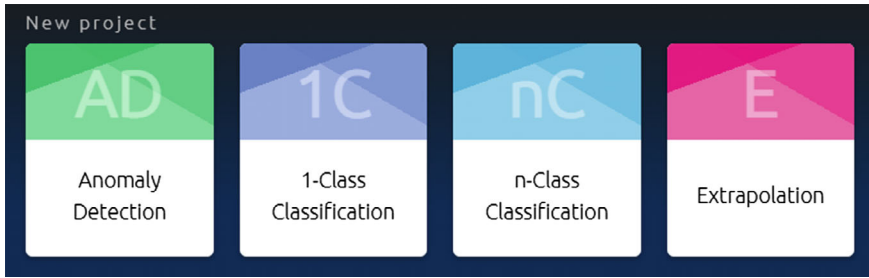 New project
AD
1C
nC
E
Anomaly
Detection
1-Class
Classification
n-Class
Classification
Extrapolation